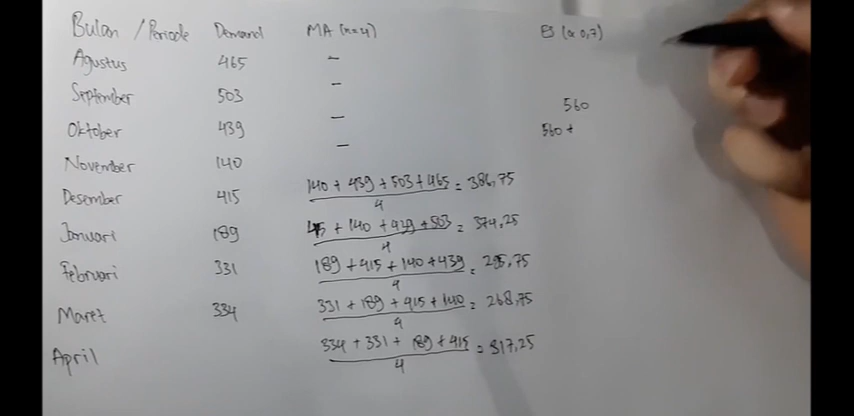 Bulan / Periode Demand MA (n=4) ES (α 0,7)
Agustus 465 –
September 503 –
560
Oktober 439 –
560 +
November 140 –
Desember 415 140 + 439 + 503 + 465 / 4 = 386,75
Januari 189 415 + 140 + 439 + 503 / 4 = 374,25
Februari 331 189 + 415 + 140 + 439 / 4 = 295,75
Maret 334 331 + 189 + 415 + 140 / 4 = 268,75
April 334 + 331 + 189 + 415 / 4 = 317,25